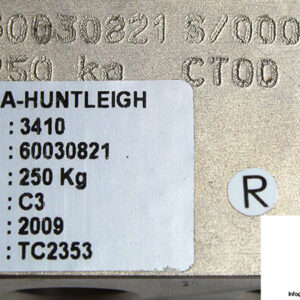 60030821 S/000
250 kg CT00
A-HUNTLEIGH
: 3410
: 60030821
: 250 Kg
: C3
: 2009
: TC2353
R